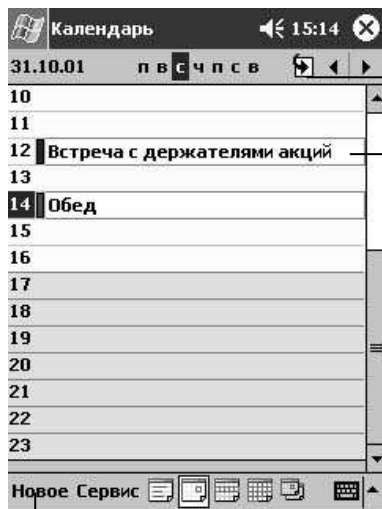 Календарь 15:14
31.10.01 п в с ч п с в
10
11
12 Встреча с держателями акций
13
14 Обед
15
16
17
18
19
20
21
22
23
Новое Сервис